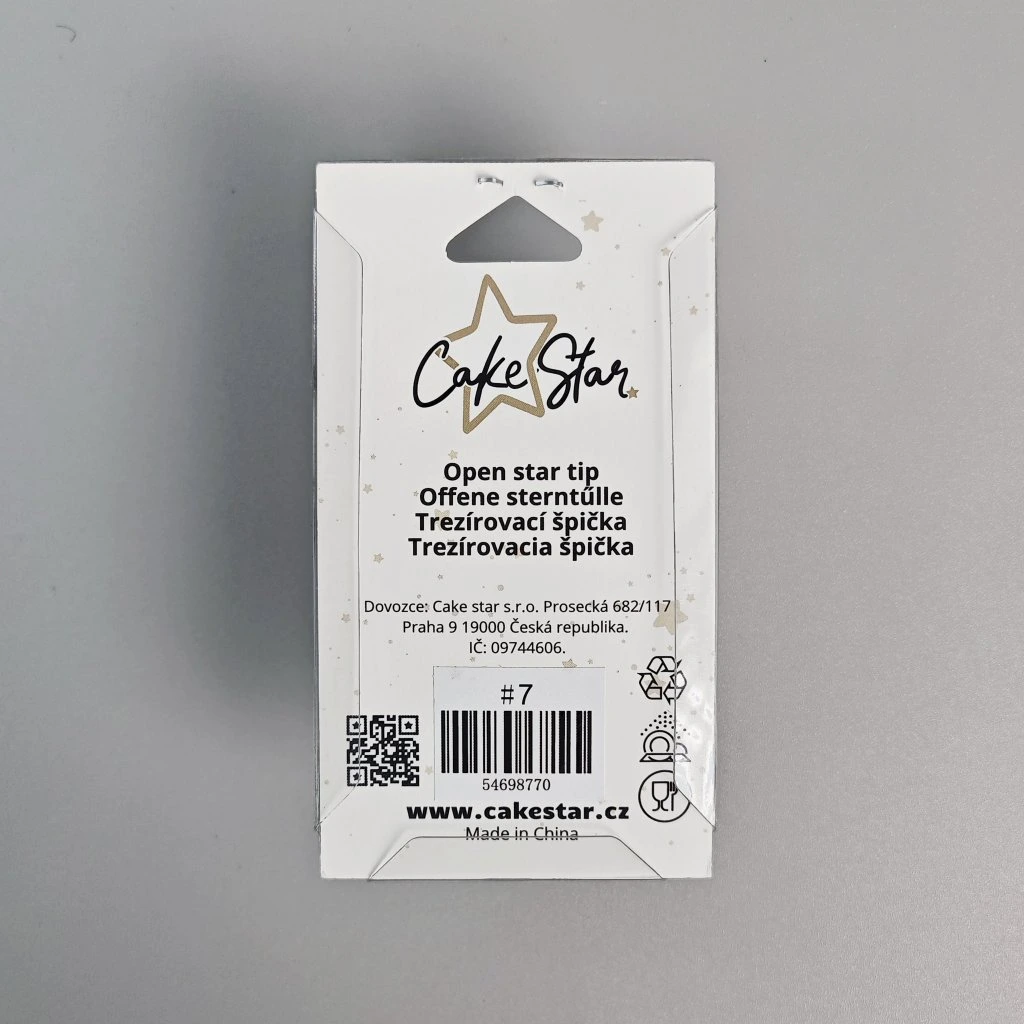 Cake Star
Open star tip
Offene sterntúlle
Trezírovací špička
Trezírovacia špička
Dovozce: Cake star s.r.o. Prosecká 682/117
Praha 9 19000 Česká republika.
IČ: 09744606.
#7
54698770
www.cakestar.cz
Made in China